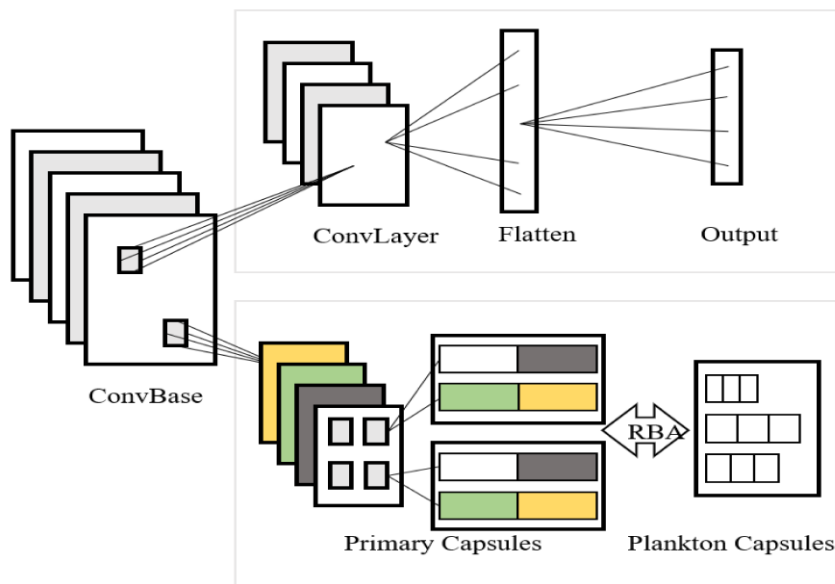 ConvLayer
Flatten
Output
ConvBase
RBA
Primary Capsules
Plankton Capsules